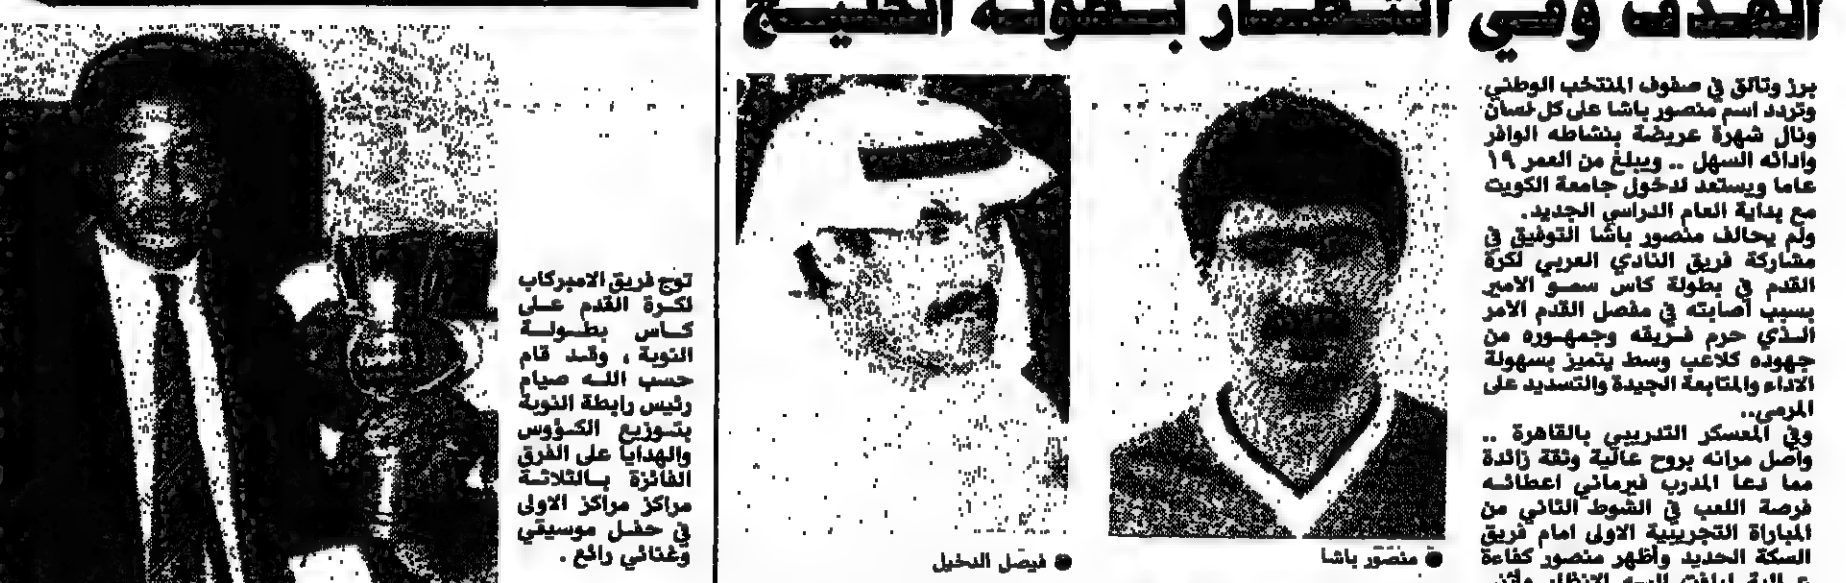 الهدف وفي انتظار بطولة الخليج
برز وتألق في صفوف المنتخب الوطني
وتردد اسم منصور باشا على كل لسان
ونال شهرة عريضة بنشاطه الوافر
وادائه السهل .. ويبلغ من العمر ١٩
عاما ويستعد لدخول جامعة الكويت
مع بداية العام الدراسي الجديد.
ولم يحالف منصور باشا التوفيق في
مشاركة فريق النادي العربي لكرة
القدم في بطولة كاس سمو الامير
بسبب اصابته في مفصل القدم الامر
الذي حرم فريقه وجمهوره من
جهوده كلاعب وسط يتميز بسهولة
الاداء والمتابعة الجيدة والتسديد على
المرمى..
وفي المعسكر التدريبي بالقاهرة ..
واصل مرانه بروح عالية وثقة زائدة
مما دعا المدرب فيرماني اعطائه
فرصة اللعب في الشوط الثاني من
المباراة التجريبية الاولى امام فريق
السكة الحديد وأظهر منصور كفاءة
● منصور باشا
● فيصل الدخيل
توج فريق الاميركاب
لكرة القدم على
كاس بطولة
النوبة ، وقد قام
حسب الله صيام
رئيس رابطة النوبة
بتوزيع الكؤوس
والهدايا على الفرق
الفائزة بالثلاثة
مراكز مراكز الاولى
في حفل موسيقي
وغنائي رائع .